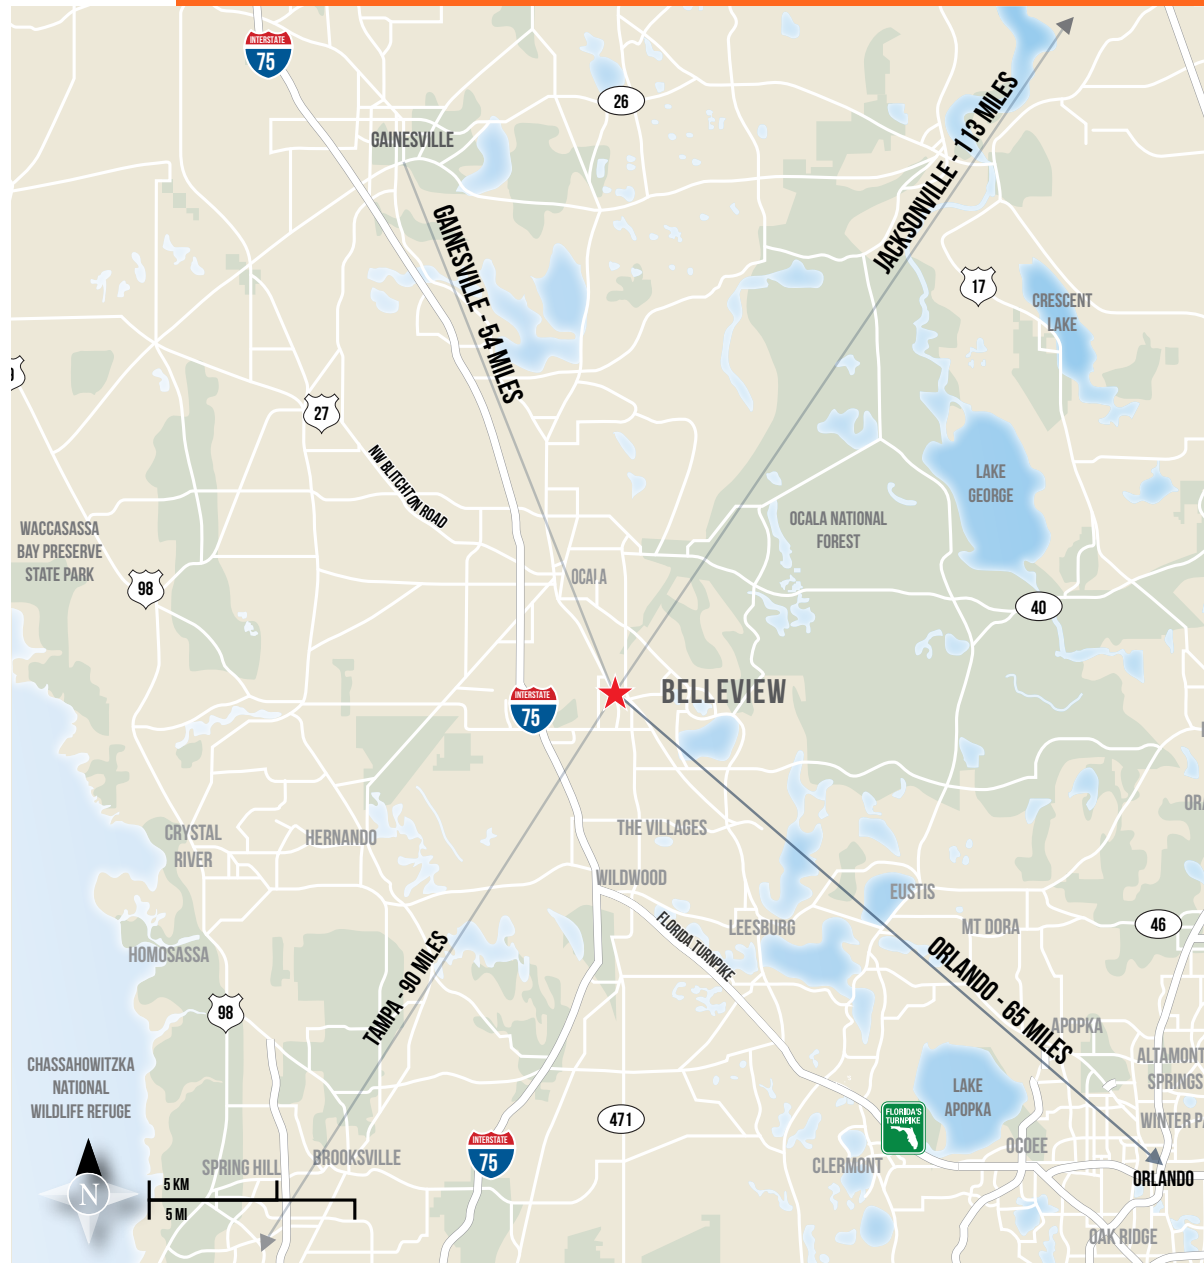 INTERSTATE
75
26
GAINESVILLE
JACKSONVILLE - 113 MILES
GAINESVILLE - 54 MILES
17
CRESCENT
LAKE
27
NW BLITCHTON ROAD
LAKE
GEORGE
OCALA NATIONAL
FOREST
WACCASASSA
BAY PRESERVE
STATE PARK
98
OCALA
40
BELLEVIEW
INTERSTATE
75
THE VILLAGES
CRYSTAL
RIVER
HERNANDO
WILDWOOD
EUSTIS
LEESBURG
MT DORA
46
FLORIDA TURNPIKE
HOMOSASSA
TAMPA - 90 MILES
ORLANDO - 65 MILES
98
APOPKA
CHASSAHOWITZKA
NATIONAL
WILDLIFE REFUGE
ALTAMONT
SPRINGS
LAKE
APOPKA
471
FLORIDA'S
TURNPIKE
WINTER PA
OCOEE
INTERSTATE
75
BROOKSVILLE
SPRING HILL
CLERMONT
ORLANDO
N
5 KM
5 MI
OAK RIDGE